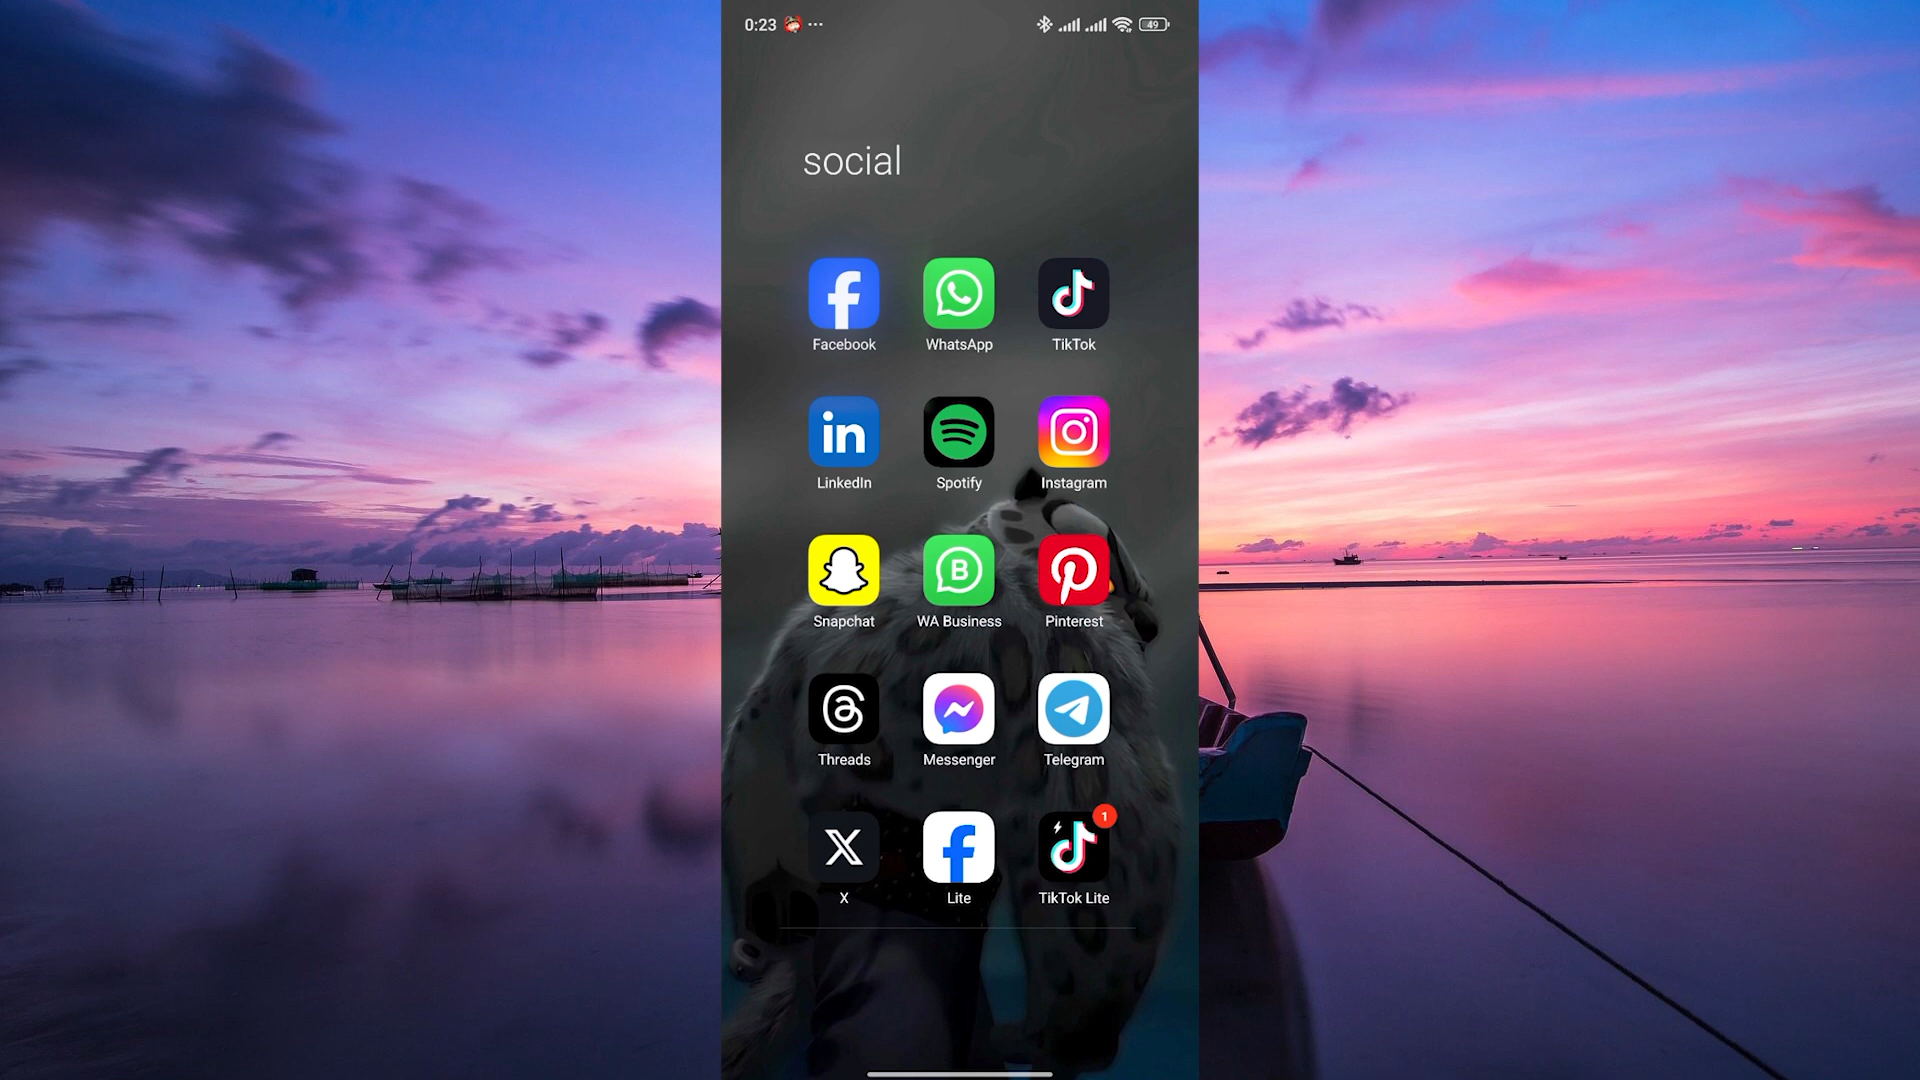 0:23 ... 49
social
Facebook WhatsApp TikTok
LinkedIn Spotify Instagram
Snapchat WA Business Pinterest
Threads Messenger Telegram
1
X Lite TikTok Lite